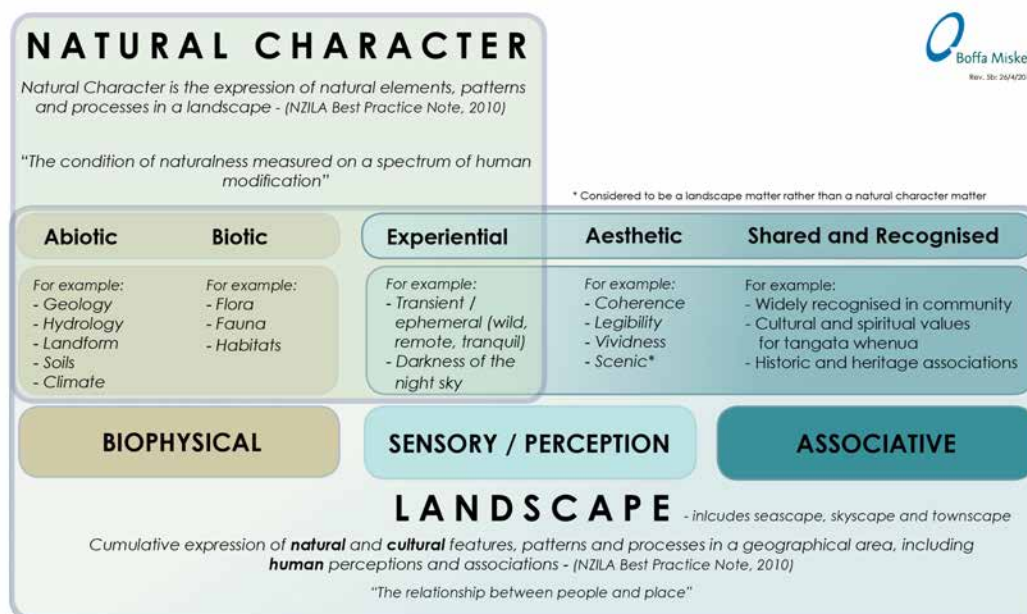 NATURAL CHARACTER
Natural Character is the expression of natural elements, patterns
and processes in a landscape - (NZILA Best Practice Note, 2010)
“The condition of naturalness measured on a spectrum of human
modification”
Boffa Miske
Rev. 5b: 26/4/20
* Considered to be a landscape matter rather than a natural character matter
Abiotic
For example:
- Geology
- Hydrology
- Landform
- Soils
- Climate
Biotic
For example:
- Flora
- Fauna
- Habitats
Experiential
For example:
- Transient /
ephemeral (wild,
remote, tranquil)
- Darkness of the
night sky
Aesthetic
For example:
- Coherence
- Legibility
- Vividness
- Scenic*
Shared and Recognised
For example:
- Widely recognised in community
- Cultural and spiritual values
for tangata whenua
- Historic and heritage associations
BIOPHYSICAL
SENSORY / PERCEPTION
ASSOCIATIVE
LANDSCAPE - inlcudes seascape, skyscape and townscape
Cumulative expression of natural and cultural features, patterns and processes in a geographical area, including
human perceptions and associations - (NZILA Best Practice Note, 2010)
“The relationship between people and place”